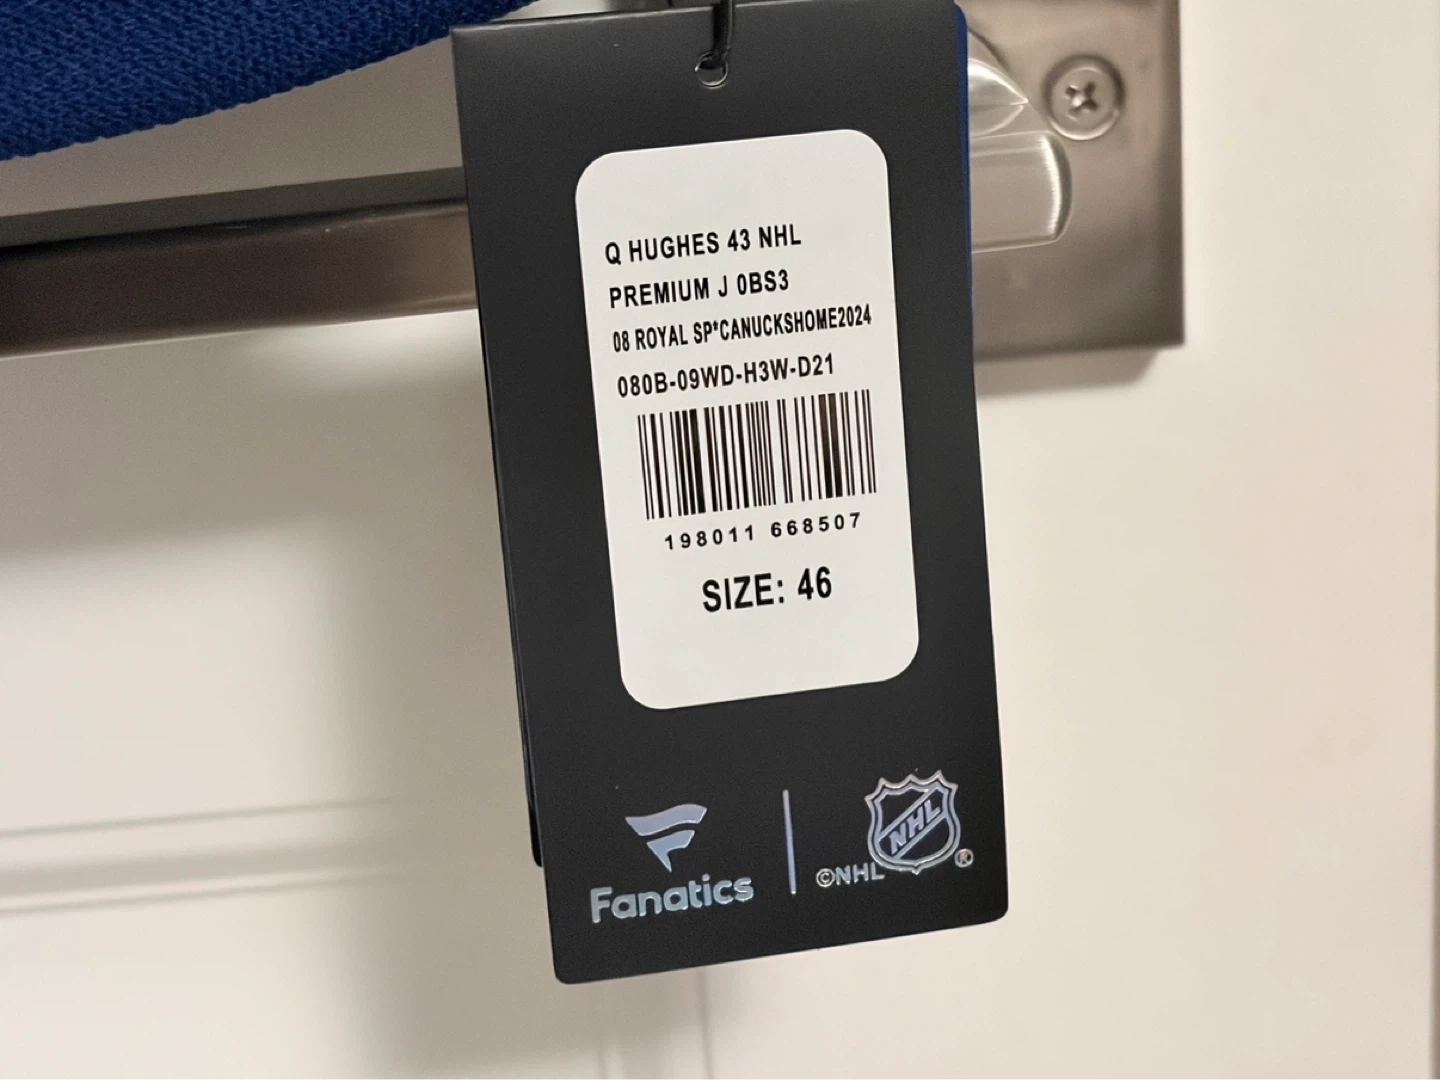 Q HUGHES 43 NHL
PREMIUM J 0BS3
08 ROYAL SP*CANUCKSHOME2024
080B-09WD-H3W-D21
198011 668507
SIZE: 46
Fanatics
©NHL
NHL
®